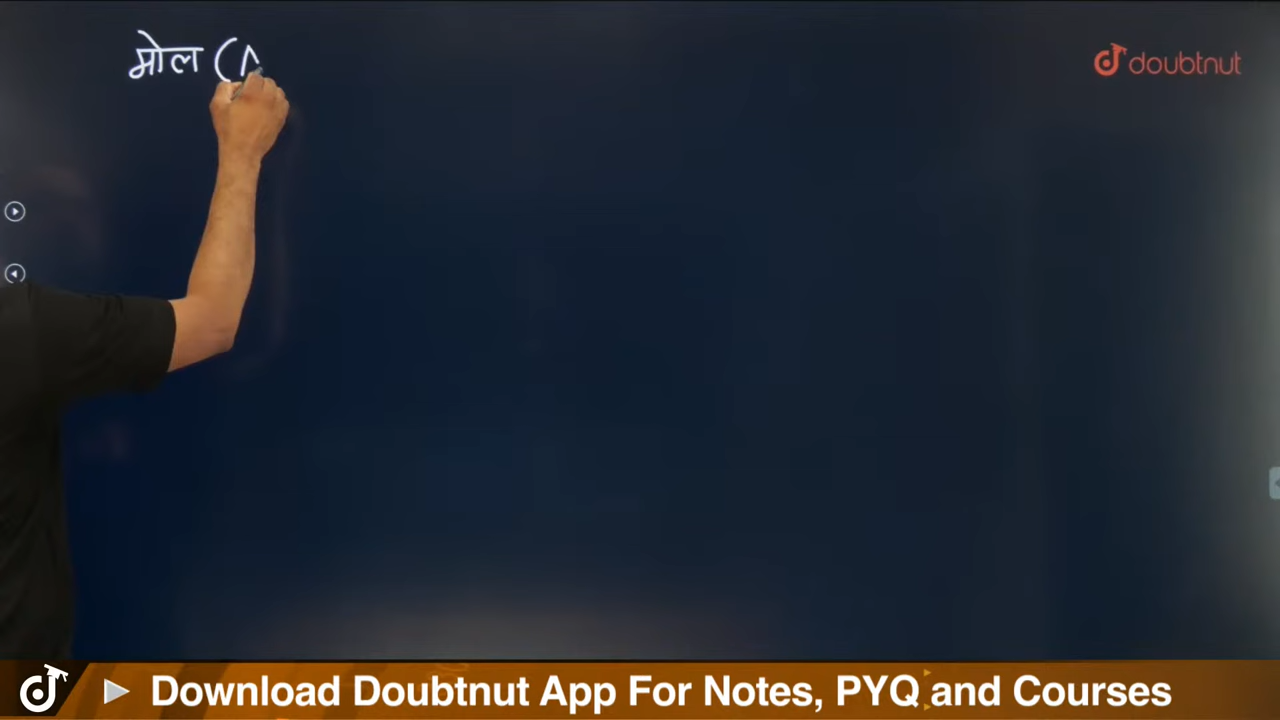 मोल (
doubtnut
Download Doubtnut App For Notes, PYQ and Courses